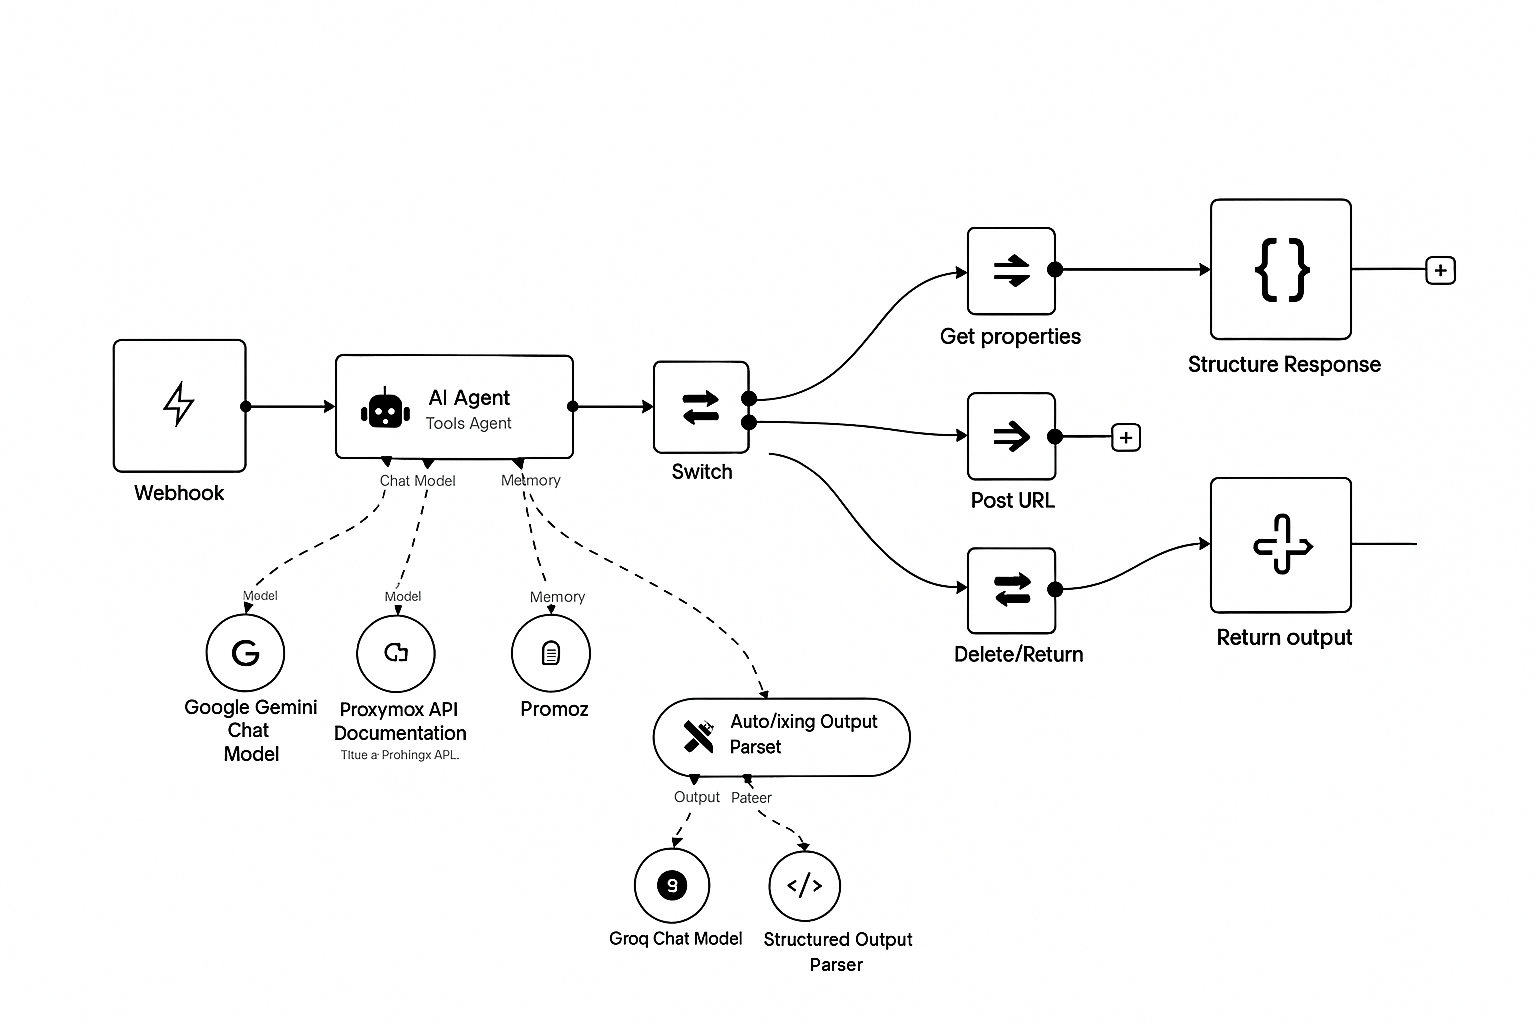 Get properties
Structure Response
AI Agent
Tools Agent
Webhook
Chat Model
Metmory
Switch
Post URL
Model
Model
Memory
Delete/Return
Return output
Google Gemini
Chat
Model
Proxymox API
Documentation
TItue a· Prohingx APL.
Promoz
Auto/ixing Output
Parset
Output
Pateer
Groq Chat Model
Structured Output
Parser